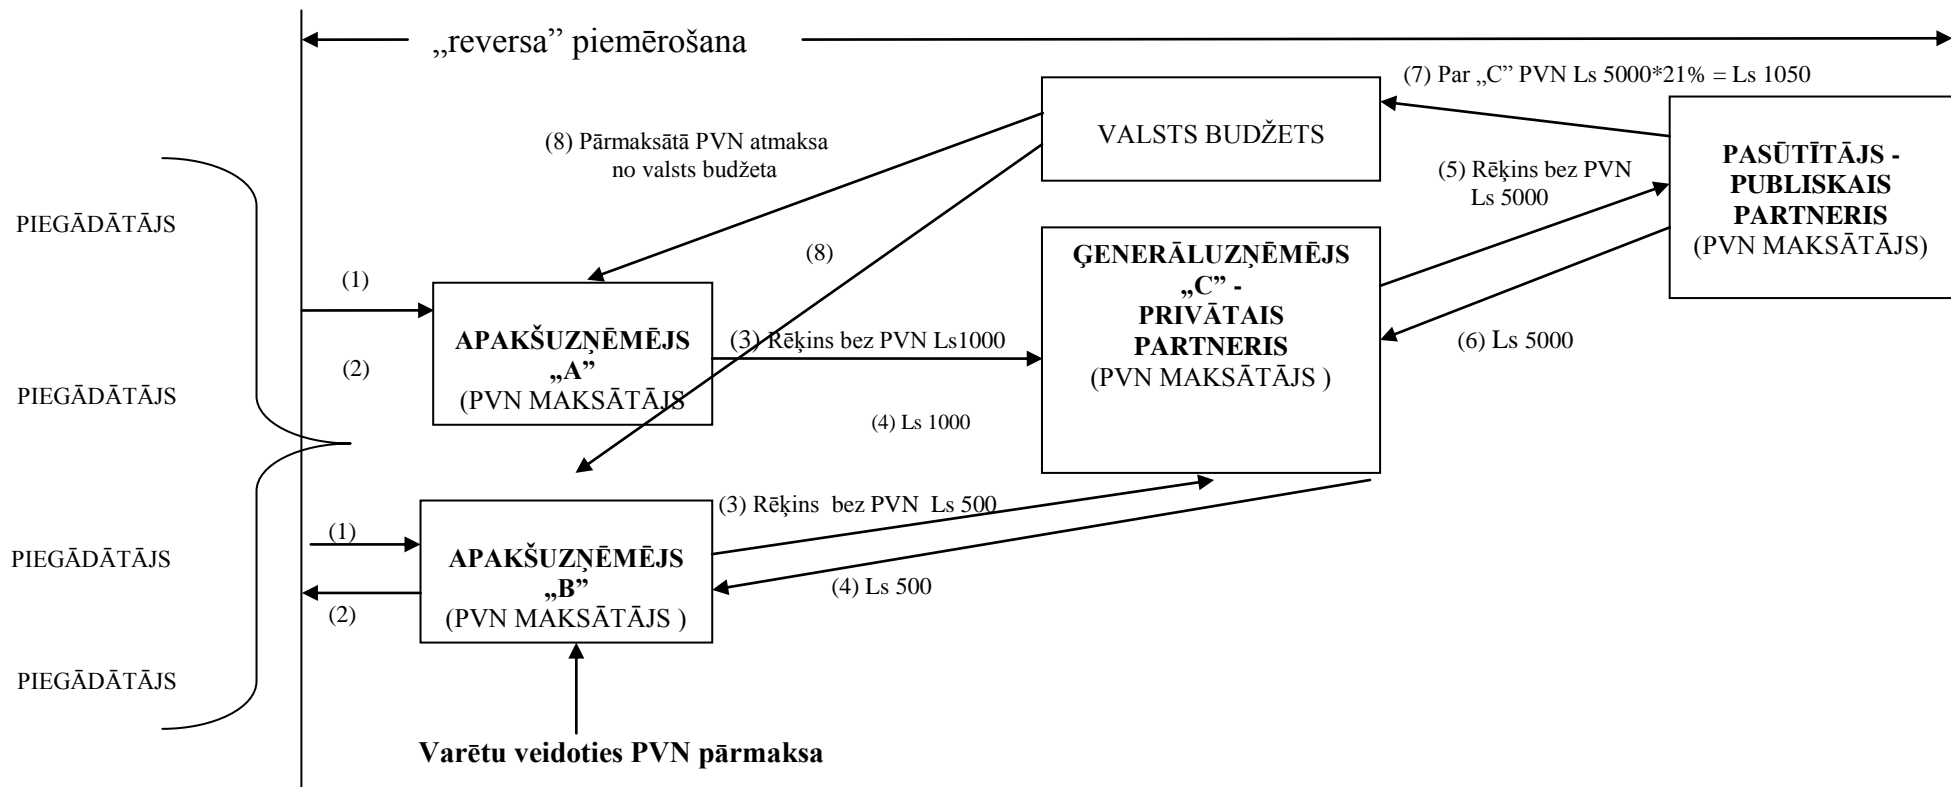 „reversa” piemērošana
(7) Par „C” PVN Ls 5000*21% = Ls 1050
(8) Pārmaksātā PVN atmaksa
no valsts budžeta
VALSTS BUDŽETS
PASŪTĪTĀJS -
PUBLISKAIS
PARTNERIS
(PVN MAKSĀTĀJS)
(5) Rēķins bez PVN
Ls 5000
PIEGĀDĀTĀJS
(8)
ĢENERĀLUZŅĒMĒJS
„C” -
PRIVĀTAIS
PARTNERIS
(PVN MAKSĀTĀJS )
(1)
APAKŠUZŅĒMĒJS
„A”
(PVN MAKSĀTĀJS
(3) Rēķins bez PVN Ls1000
(6) Ls 5000
(2)
PIEGĀDĀTĀJS
(4) Ls 1000
(3) Rēķins bez PVN Ls 500
(1)
PIEGĀDĀTĀJS
APAKŠUZŅĒMĒJS
„B”
(PVN MAKSĀTĀJS )
(4) Ls 500
(2)
PIEGĀDĀTĀJS
Varētu veidoties PVN pārmaksa